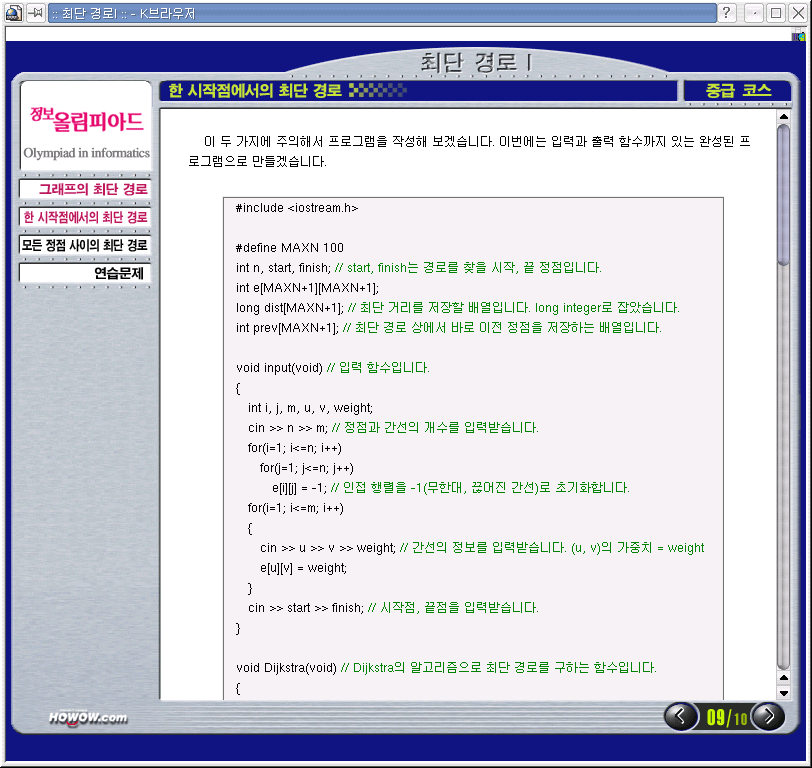 :: 최단 경로I :: - K브라우저
최단 경로 I
한 시작점에서의 최단 경로
중급 코스
정보올림피아드
Olympiad in informatics
그래프의 최단 경로
한 시작점에서의 최단 경로
모든 정점 사이의 최단 경로
연습문제
이 두 가지에 주의해서 프로그램을 작성해 보겠습니다. 이번에는 입력과 출력 함수까지 있는 완성된 프
로그램으로 만들겠습니다.
#include <iostream.h>
#define MAXN 100
int n, start, finish; // start, finish는 경로를 찾을 시작, 끝 정점입니다.
int e[MAXN+1][MAXN+1];
long dist[MAXN+1]; // 최단 거리를 저장할 배열입니다. long integer로 잡았습니다.
int prev[MAXN+1]; // 최단 경로 상에서 바로 이전 정점을 저장하는 배열입니다.
void input(void) // 입력 함수입니다.
{
int i, j, m, u, v, weight;
cin >> n >> m; // 정점과 간선의 개수를 입력받습니다.
for(i=1; i<=n; i++)
for(j=1; j<=n; j++)
e[i][j] = -1; // 인접 행렬을 -1(무한대, 끊어진 간선)로 초기화합니다.
for(i=1; i<=m; i++)
{
cin >> u >> v >> weight; // 간선의 정보를 입력받습니다. (u, v)의 가중치 = weight
e[u][v] = weight;
}
cin >> start >> finish; // 시작점, 끝점을 입력받습니다.
}
void Dijkstra(void) // Dijkstra의 알고리즘으로 최단 경로를 구하는 함수입니다.
{
HOWOW.com
09/10